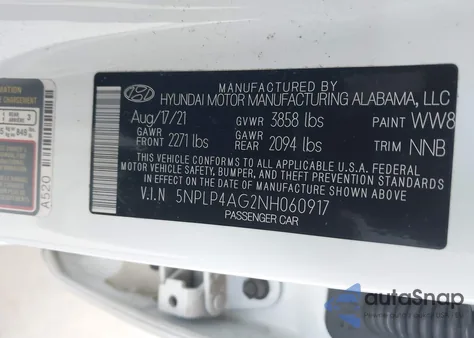 MANUFACTURED BY
HYUNDAI MOTOR MANUFACTURING ALABAMA, LLC
Aug/17/21 GVWR 3858 lbs PAINT WW8
GAWR FRONT 2271 lbs GAWR REAR 2094 lbs TRIM NNB
THIS VEHICLE CONFORMS TO ALL APPLICABLE U.S.A. FEDERAL
MOTOR VEHICLE SAFETY, BUMPER, AND
THEFT PREVENTION STANDARDS IN EFFECT ON
THE DATE OF MANUFACTURE SHOWN ABOVE.
V.I.N 5NPLP4AG2NH060917
PASSENGER CAR
A520
autoSnap